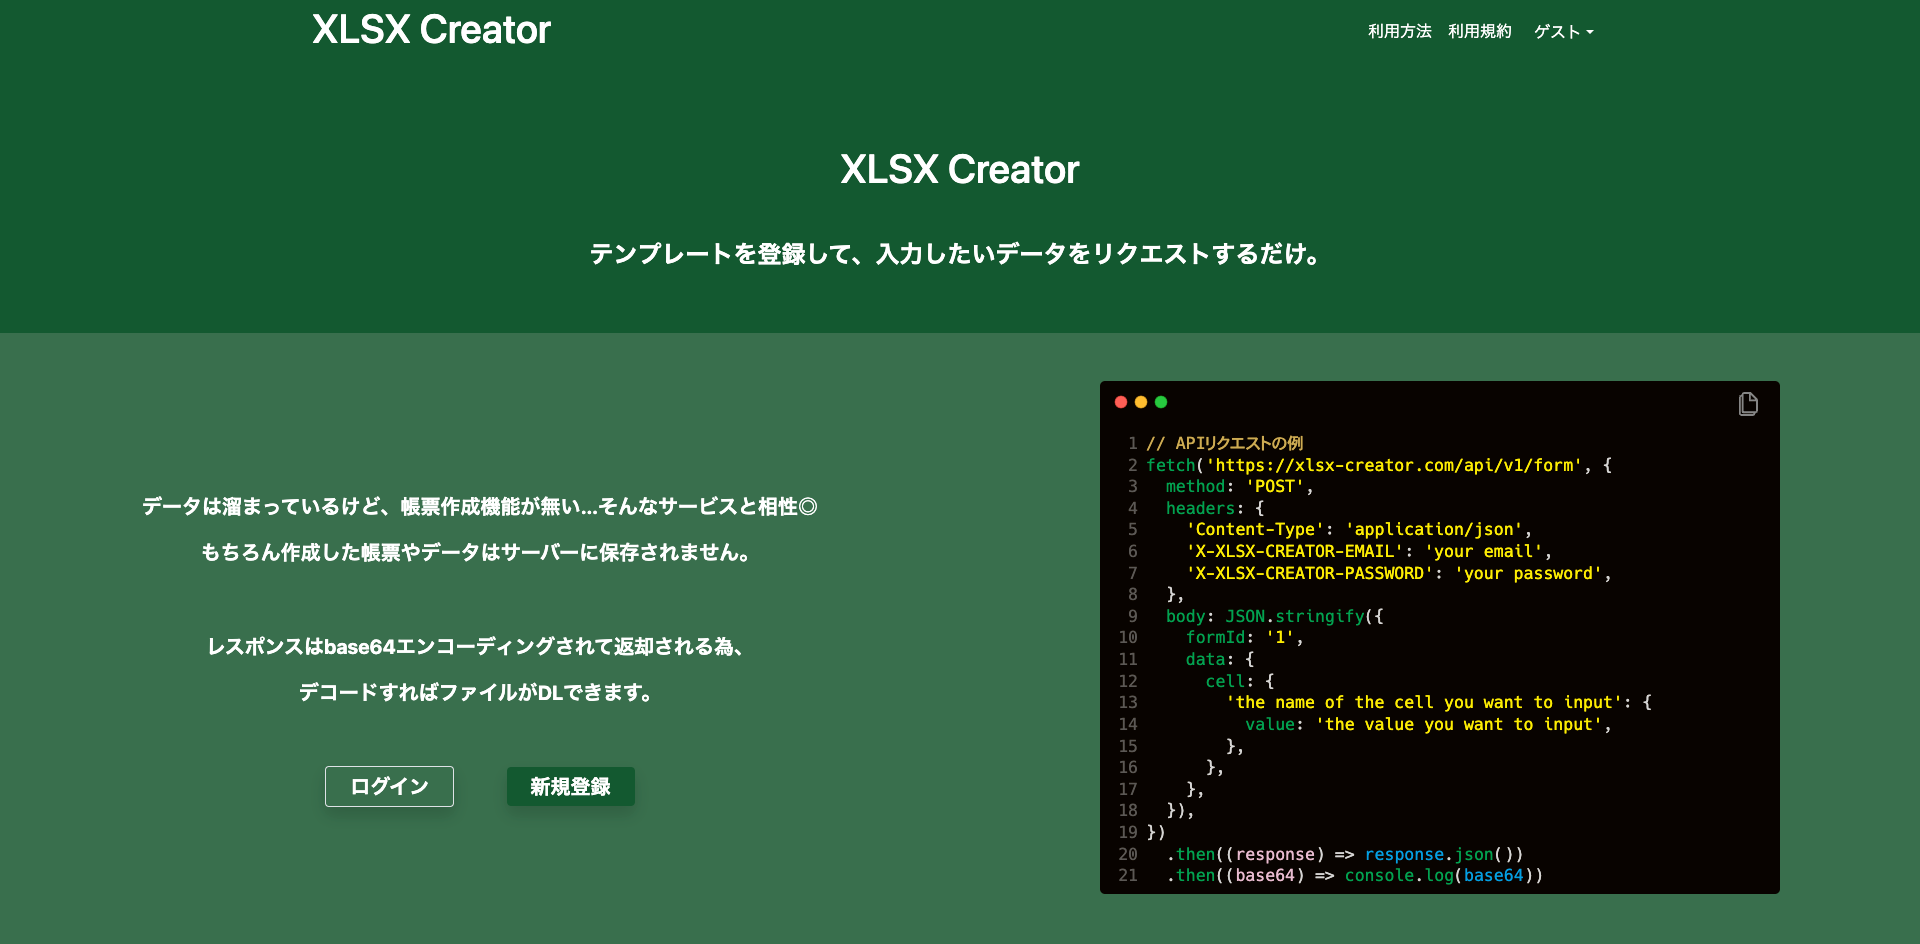 XLSX Creator
利用方法 利用規約 ゲスト
XLSX Creator
テンプレートを登録して、入力したいデータをリクエストするだけ。
データは溜まっているけど、帳票作成機能が無い...そんなサービスと相性◎
もちろん作成した帳票やデータはサーバーに保存されません。
レスポンスはbase64エンコーディングされて返却される為、
デコードすればファイルがDLできます。
ログイン 新規登録
1 // APIリクエストの例
2 fetch('https://xlsx-creator.com/api/v1/form', {
3   method: 'POST',
4   headers: {
5     'Content-Type': 'application/json',
6     'X-XLSX-CREATOR-EMAIL': 'your email',
7     'X-XLSX-CREATOR-PASSWORD': 'your password',
8   },
9   body: JSON.stringify({
10     formId: '1',
11     data: {
12       cell: {
13         'the name of the cell you want to input': {
14           value: 'the value you want to input',
15         },
16       },
17     },
18   }),
19 })
20   .then((response) => response.json())
21   .then((base64) => console.log(base64))